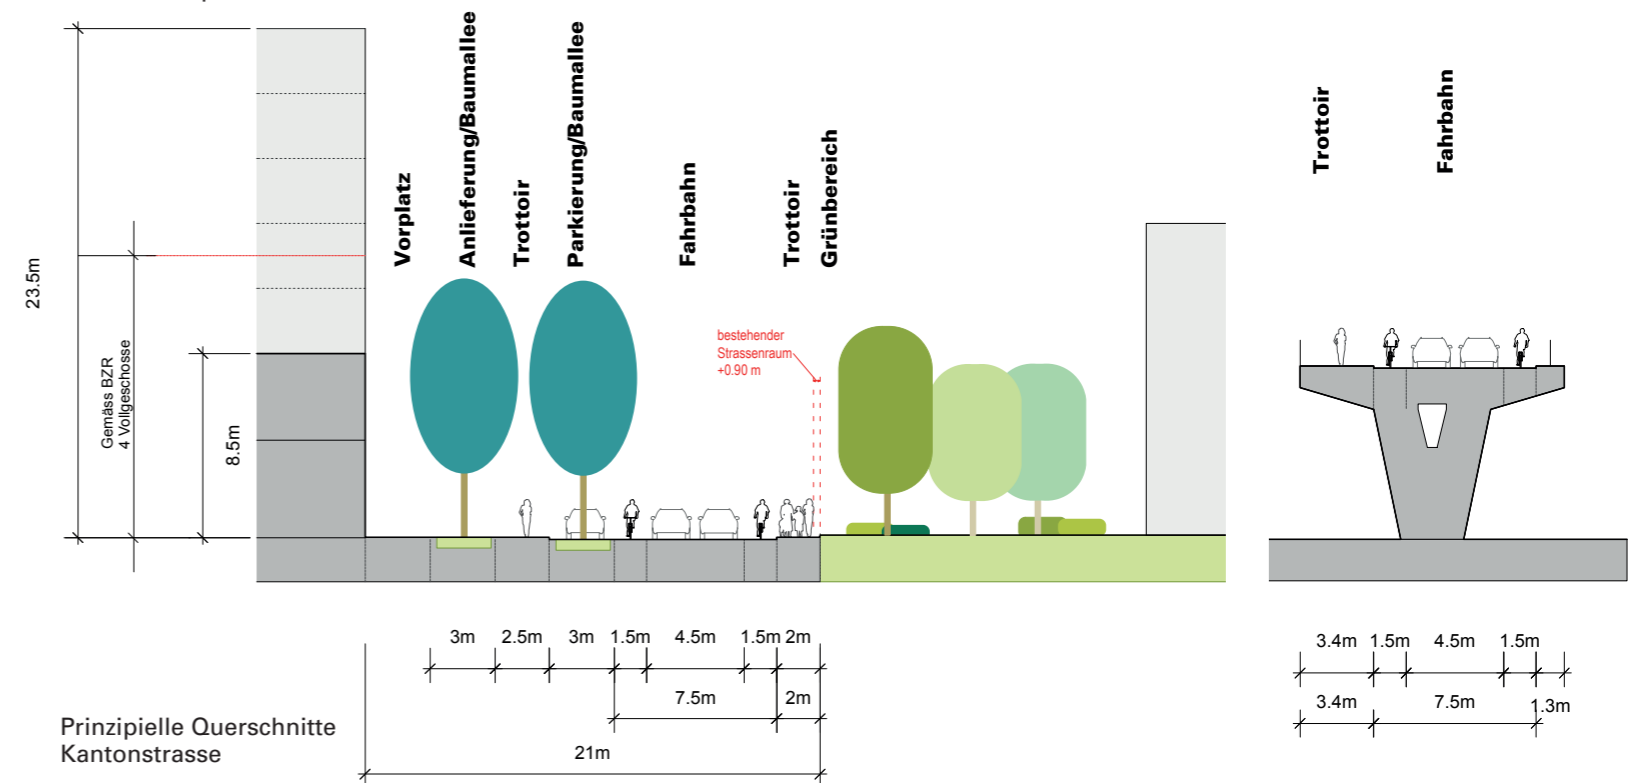 Vorplatz
Anlieferung/Baumallee
Trottoir
Parkierung/Baumallee
Fahrbahn
Trottoir
Grünbereich
Trottoir
Fahrbahn
23.5m
Gemäss BZR
4 Vollgeschosse
8.5m
bestehender
Strassenraum
+0.90 m
3m 2.5m 3m 1.5m 4.5m 1.5m 2m
7.5m 2m
21m
3.4m 1.5m 4.5m 1.5m
3.4m 7.5m 1.3m
Prinzipielle Querschnitte
Kantonstrasse